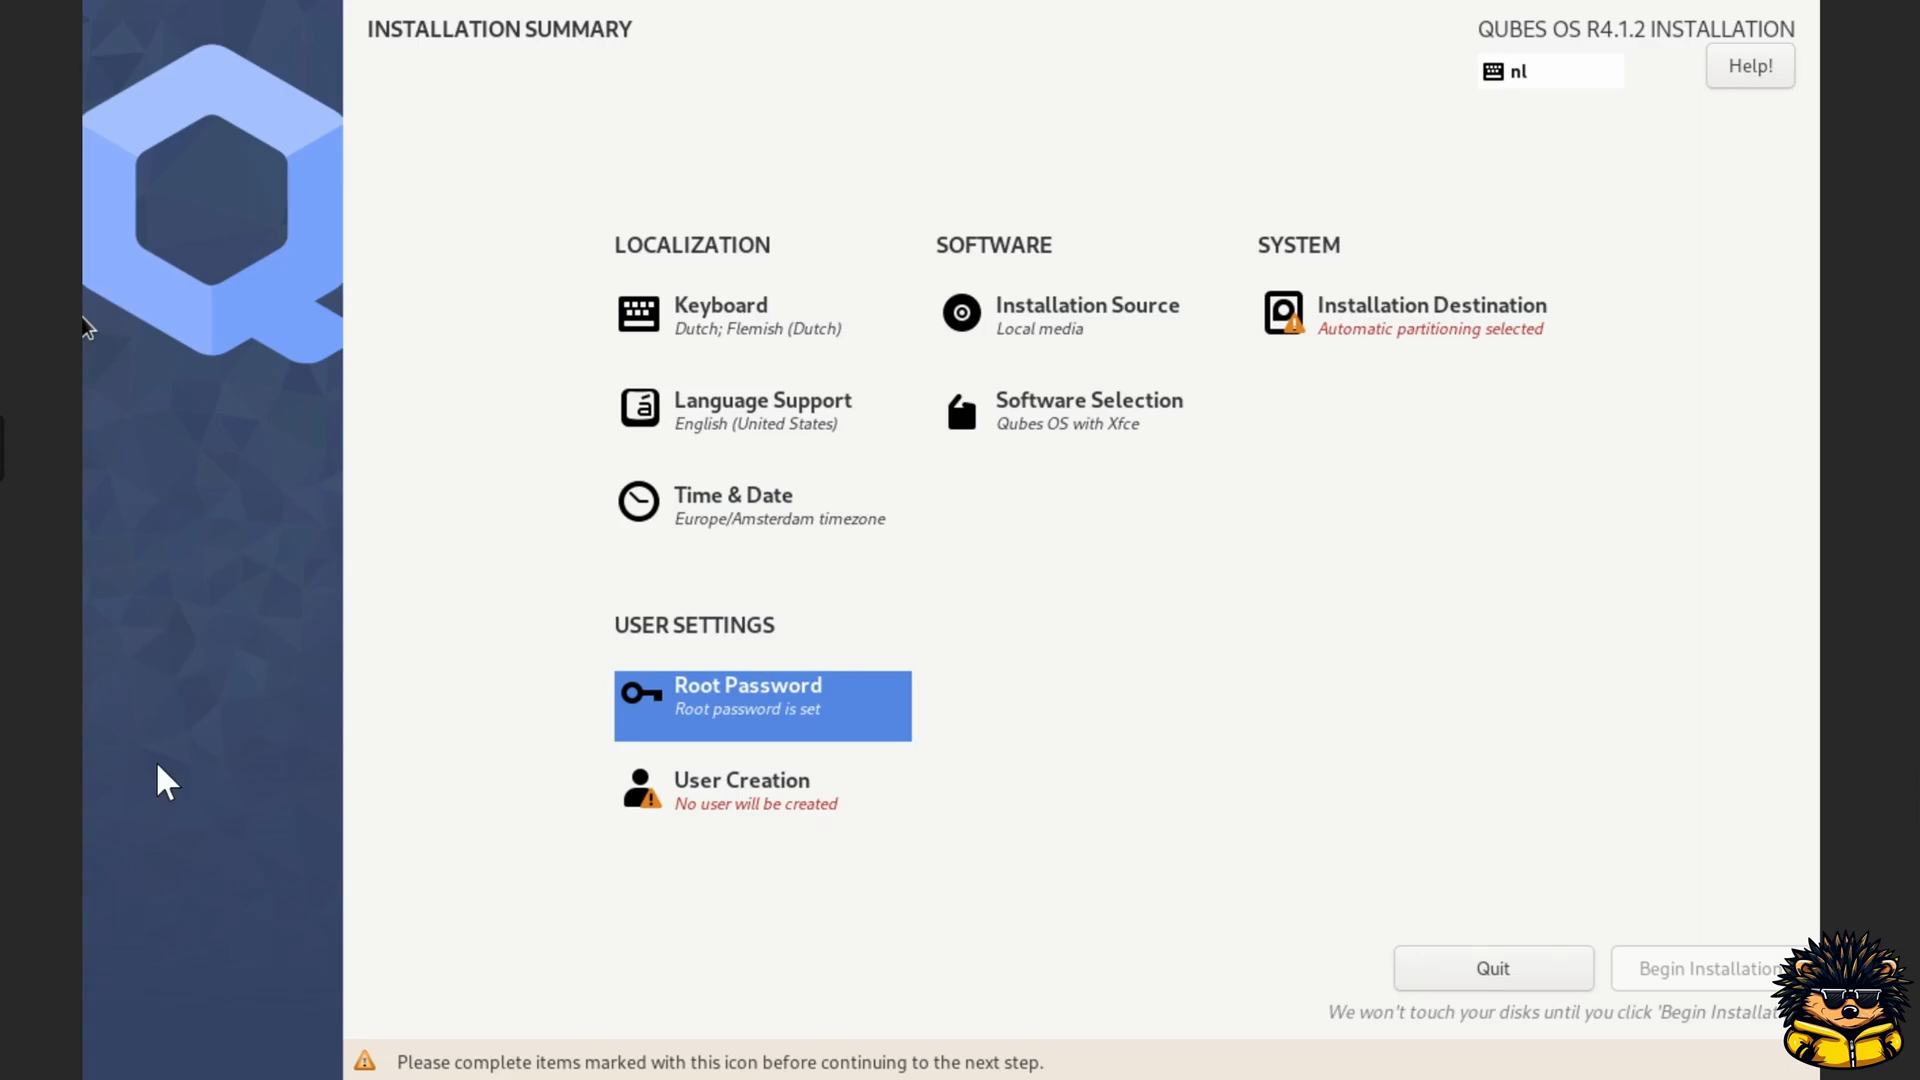 INSTALLATION SUMMARY
QUBES OS R4.1.2 INSTALLATION
nl
Help!
LOCALIZATION
Keyboard
Dutch; Flemish (Dutch)
Language Support
English (United States)
Time & Date
Europe/Amsterdam timezone
SOFTWARE
Installation Source
Local media
Software Selection
Qubes OS with Xfce
SYSTEM
Installation Destination
Automatic partitioning selected
USER SETTINGS
Root Password
Root password is set
User Creation
No user will be created
Quit
Begin Installation
We won't touch your disks until you click 'Begin Installat
Please complete items marked with this icon before continuing to the next step.